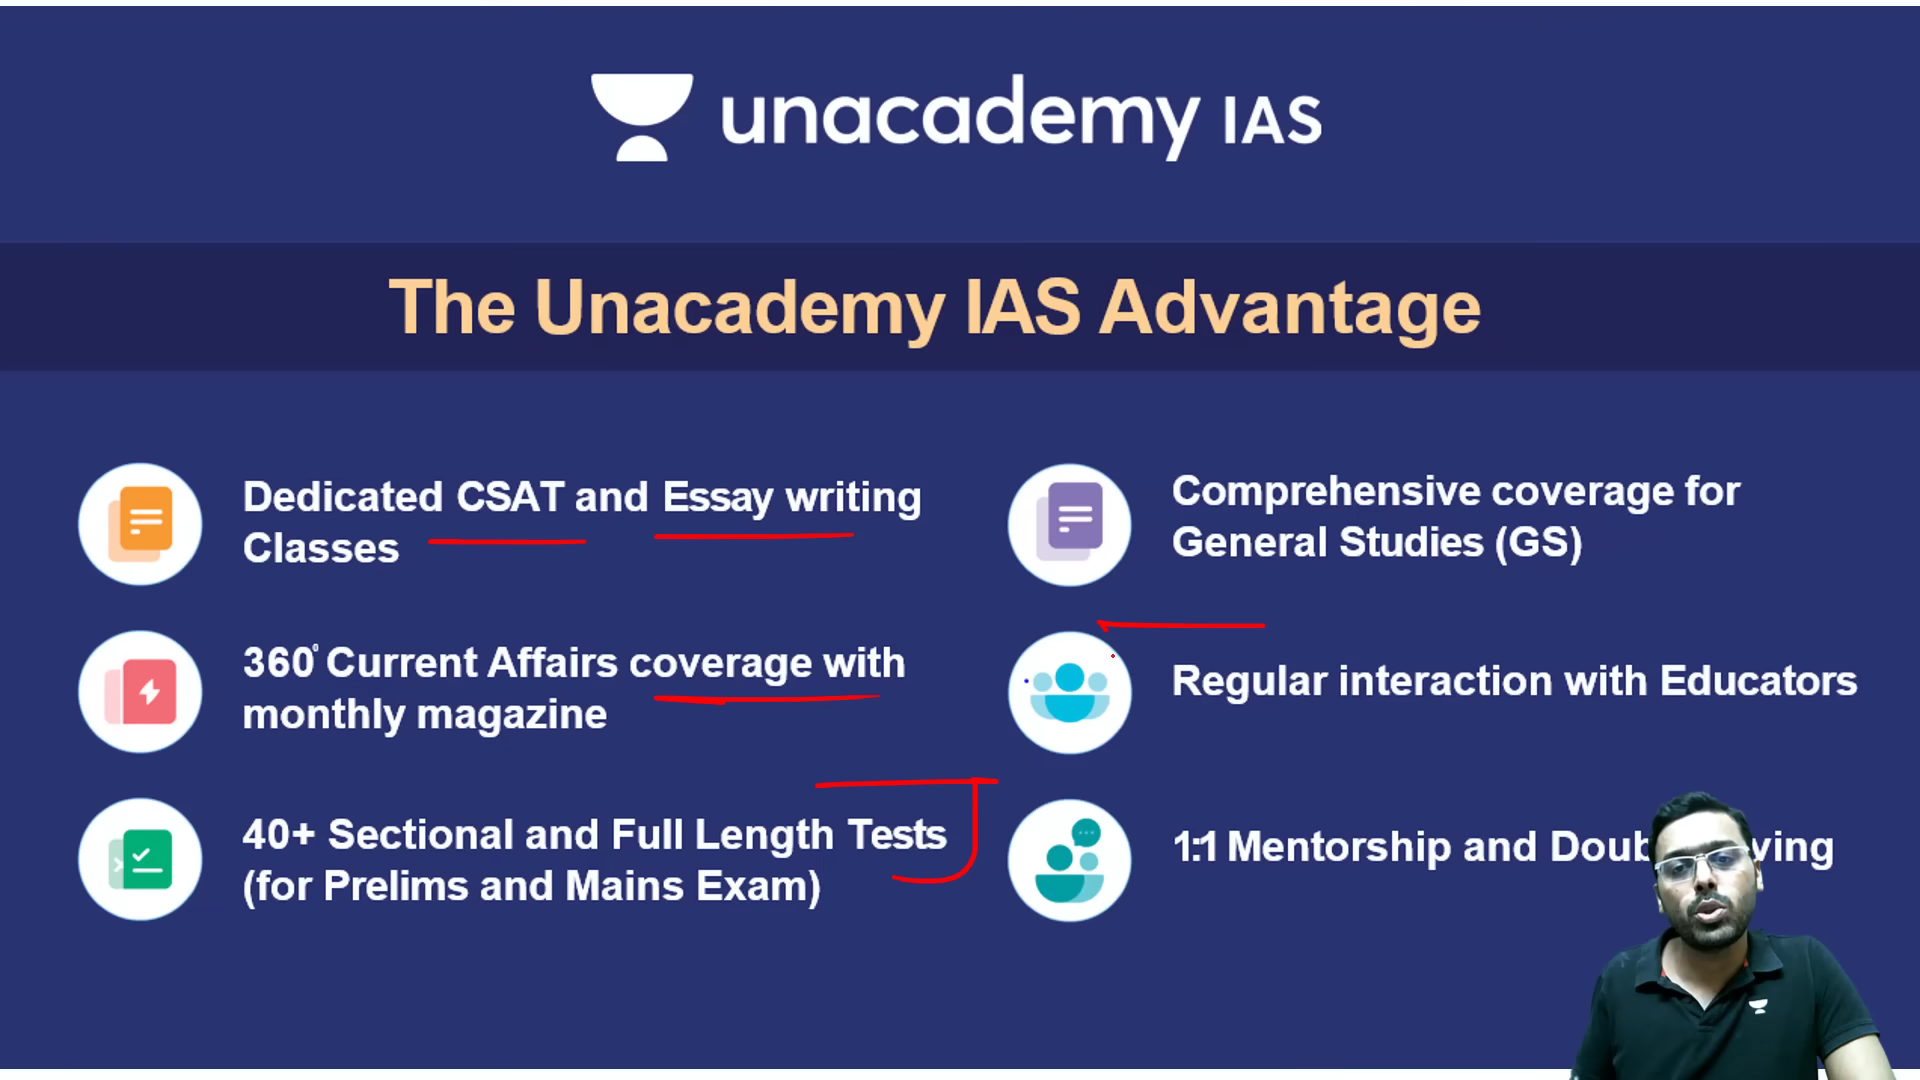 unacademy IAS
The Unacademy IAS Advantage
Dedicated CSAT and Essay writing
Classes
Comprehensive coverage for
General Studies (GS)
360° Current Affairs coverage with
monthly magazine
Regular interaction with Educators
40+ Sectional and Full Length Tests
(for Prelims and Mains Exam)
1:1 Mentorship and